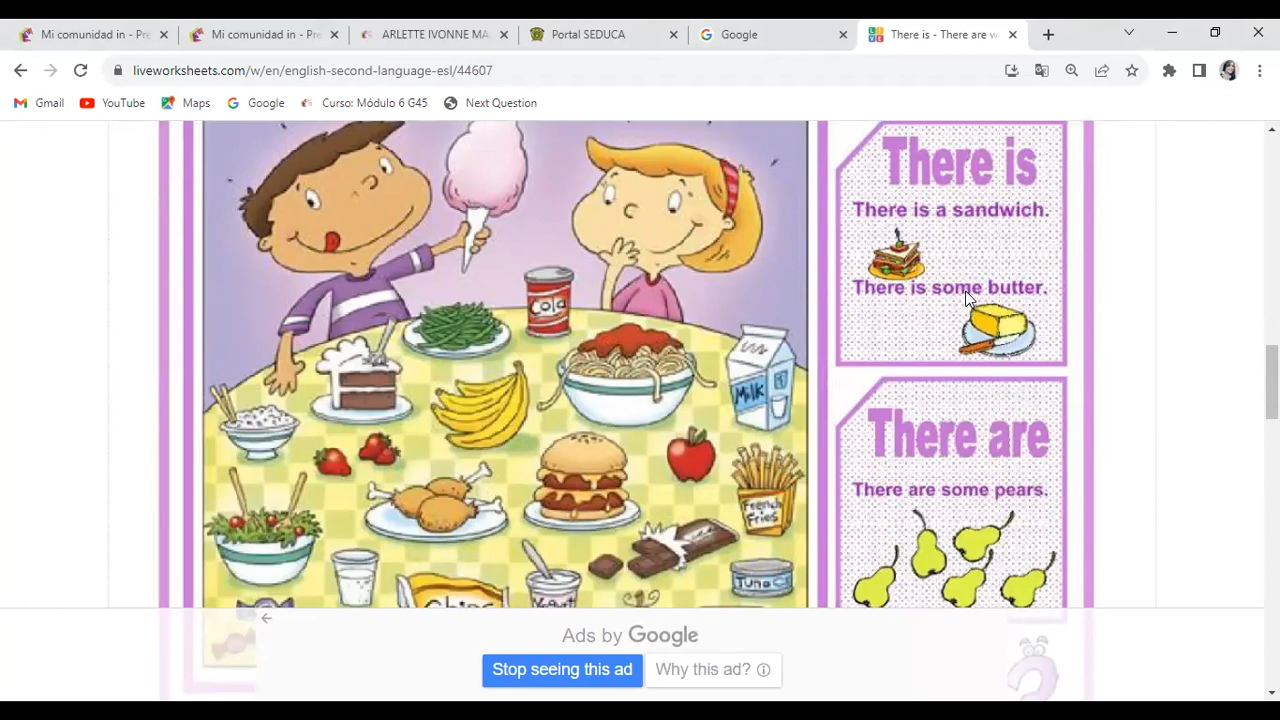 Mi comunidad in - Pre
Mi comunidad in - Pre
ARLETTE IVONNE MA
Portal SEDUCA
Google
There is - There are w
liveworksheets.com/w/en/english-second-language-esl/44607
Gmail
YouTube
Maps
Google
Curso: Módulo 6 G45
Next Question
There is
There is a sandwich.
There is some butter.
There are
There are some pears.
Cola
Milk
French
Fries
Tuna
Chips
Yogurt
Ads by Google
Stop seeing this ad
Why this ad?